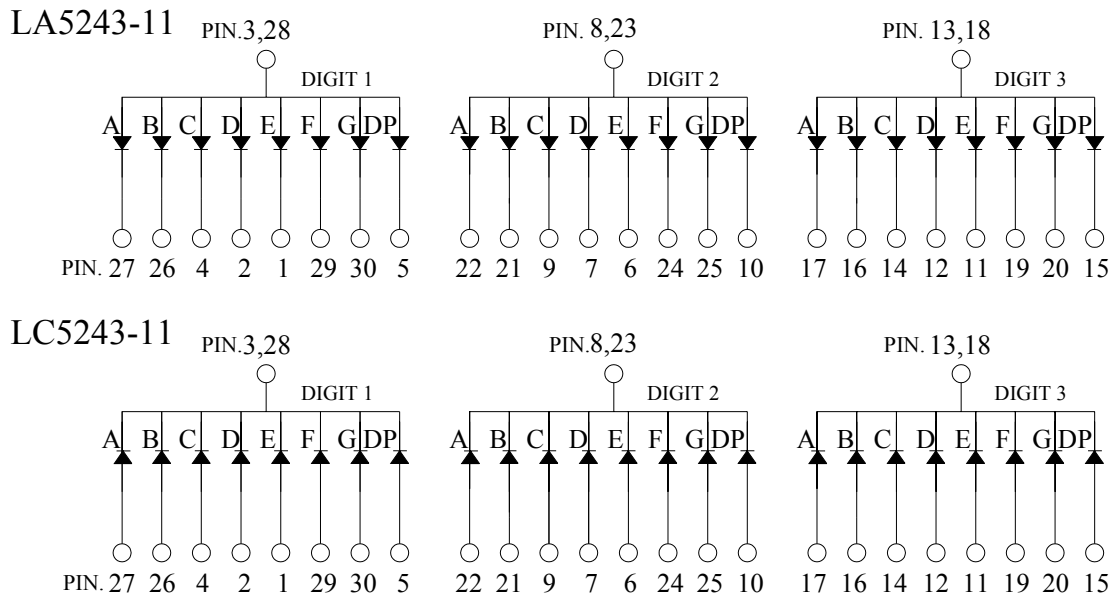 LA5243-11
PIN.3,28 PIN. 8,23 PIN. 13,18
DIGIT 1 DIGIT 2 DIGIT 3
A B C D E F G DP A B C D E F G DP A B C D E F G DP
PIN. 27 26 4 2 1 29 30 5 22 21 9 7 6 24 25 10 17 16 14 12 11 19 20 15
LC5243-11
PIN.3,28 PIN.8,23 PIN. 13,18
DIGIT 1 DIGIT 2 DIGIT 3
A B C D E F G DP A B C D E F G DP A B C D E F G DP
PIN. 27 26 4 2 1 29 30 5 22 21 9 7 6 24 25 10 17 16 14 12 11 19 20 15